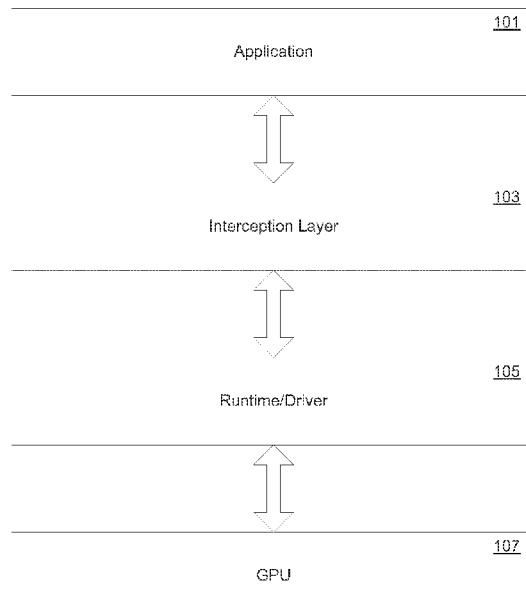 101
Application
103
Interception Layer
105
Runtime/Driver
107
GPU